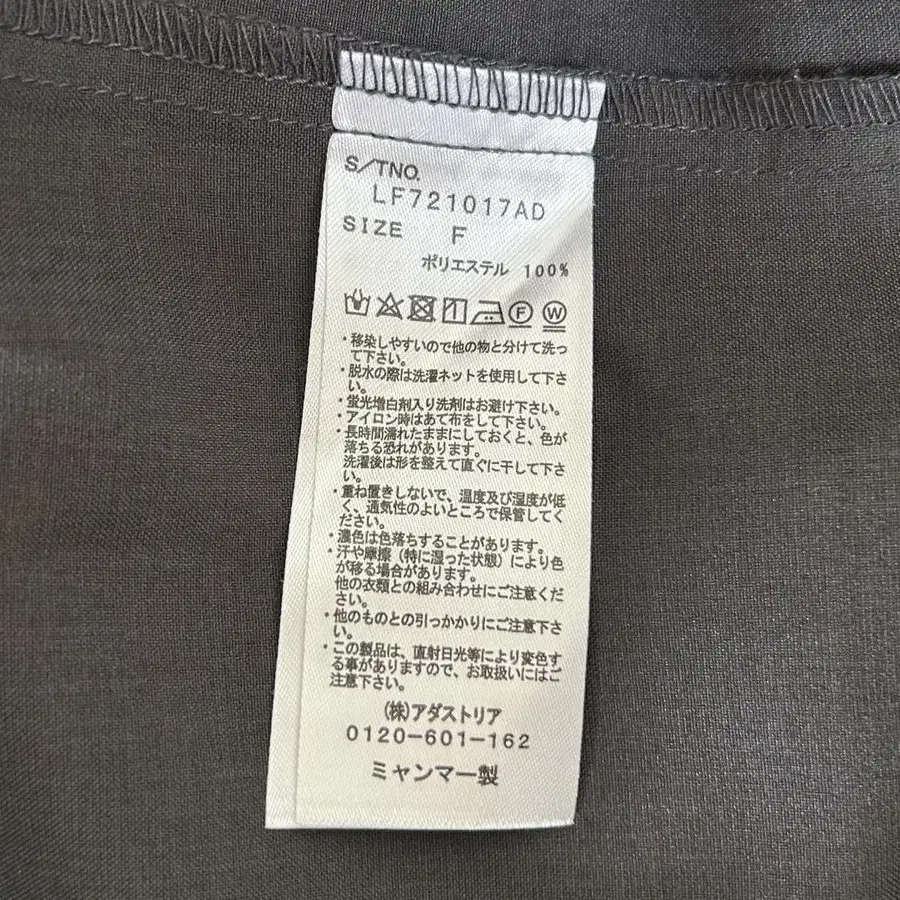 S/TNO.
LF721017AD
SIZE F
ポリエステル 100%
F W
・移染しやすいので他の物と分けて洗っ
て下さい。
・脱水の際は洗濯ネットを使用して下さ
い。
・蛍光増白剤入り洗剤はお避け下さい。
・アイロン時はあて布をして下さい。
・長時間濡れたままにしておくと、色が
落ちる恐れがあります。
洗濯後は形を整えて直ぐに干して下さ
い。
・重ね置きしないで、温度及び湿度が低
く、通気性のよいところで保管してく
ださい。
・濃色は色落ちすることがあります。
・汗や摩擦（特に湿った状態）により色
が移る場合があります。
他の衣類との組み合わせにご注意くだ
さい。
・他のものとの引っかかりにご注意下さ
い。
・この製品は、直射日光等により変色す
る事がありますので、お取扱いにはご
注意下さい。
(株)アダストリア
0120-601-162
ミャンマー製